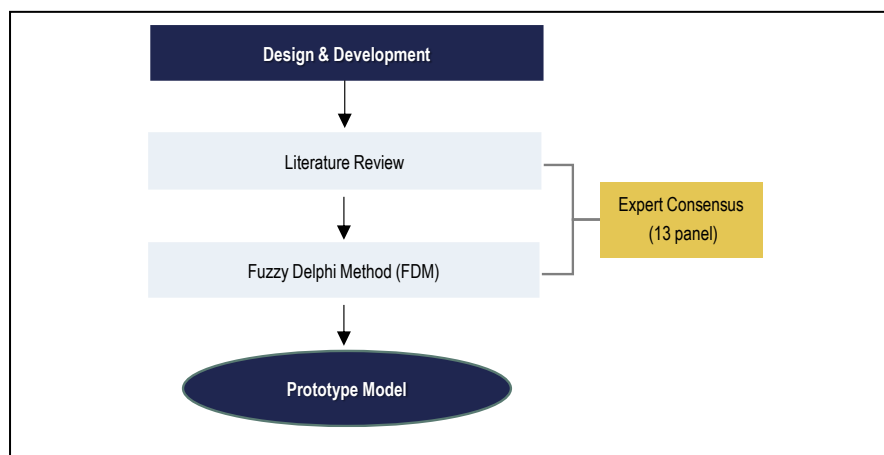 Design & Development
Literature Review
Expert Consensus
(13 panel)
Fuzzy Delphi Method (FDM)
Prototype Model